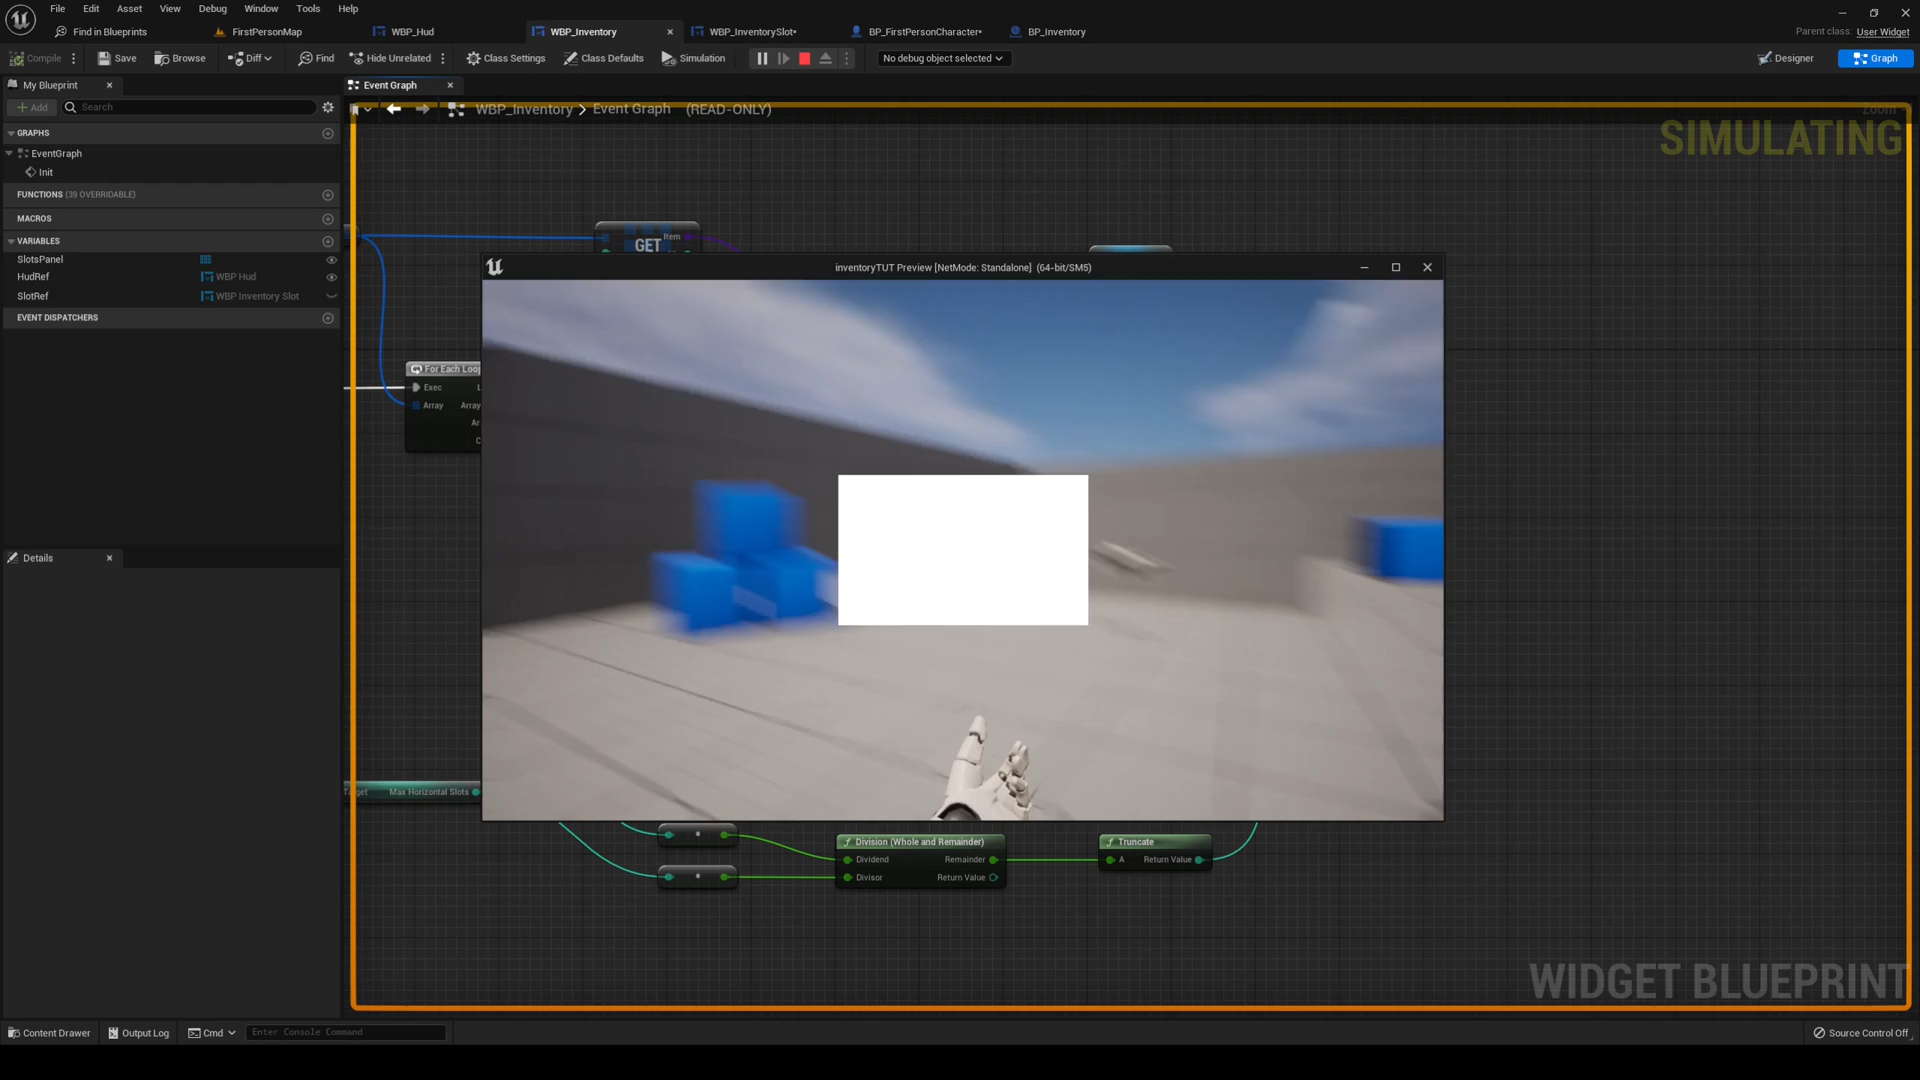 File Edit Asset View Debug Window Tools Help
Find in Blueprints FirstPersonMap WBP_Hud WBP_Inventory WBP_InventorySlot• BP_FirstPersonCharacter• BP_Inventory
Parent class: User Widget
Compile Save Browse Diff Find Hide Unrelated Class Settings Class Defaults Simulation No debug object selected Designer Graph
My Blueprint
Event Graph
Add Search
WBP_Inventory > Event Graph (READ-ONLY)
Zoom
SIMULATING
GRAPHS
EventGraph
Init
FUNCTIONS (39 OVERRIDABLE)
MACROS
VARIABLES
SlotsPanel
HudRef WBP Hud
SlotRef WBP Inventory Slot
EVENT DISPATCHERS
GET Item
inventoryTUT Preview [NetMode: Standalone] (64-bit/SM5)
For Each Loop
Exec
Array
Details
Target Max Horizontal Slots
Division (Whole and Remainder)
Dividend Remainder
Divisor Return Value
Truncate
A Return Value
WIDGET BLUEPRINT
Content Drawer Output Log Cmd Enter Console Command Source Control Off